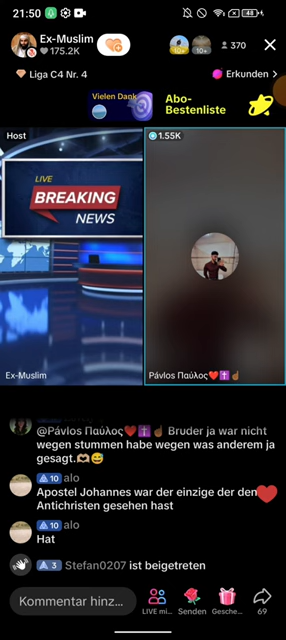 21:50
48
Ex-Muslim
175.2K
10+
10+
370
Liga C4 Nr. 4
Erkunden >
Vielen Dank
Abo-
Bestenliste
Host
1.55K
LIVE
BREAKING
NEWS
Ex-Muslim
Pávlos Παύλος❤️✝️☝🏾
@Pávlos Παύλος❤️✝️☝🏾 Bruder ja war nicht
wegen stummen habe wegen was anderem ja
gesagt.🫶🏽😅
10 alo
Apostel Johannes war der einzige der den
Antichristen gesehen hast
10 alo
Hat
3 Stefan0207 ist beigetreten
Kommentar hinz...
LIVE mi...
Senden
Gesche...
69